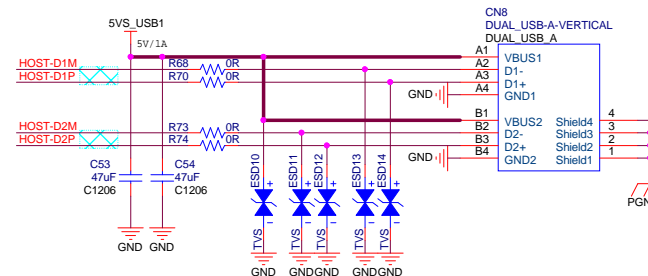 CN8
DUAL_USB-A-VERTICAL
DUAL_USB_A
5VS_USB1
5V/1A
HOST-D1M
HOST-D1P
R68 0R
R70 0R
A1 VBUS1
A2 D1-
A3 D1+
A4 GND1
GND
HOST-D2M
HOST-D2P
R73 0R
R74 0R
B1 VBUS2
B2 D2-
B3 D2+
B4 GND2
GND
Shield4 4
Shield3 3
Shield2 2
Shield1 1
C53
47uF
C1206
C54
47uF
C1206
ESD10
ESD11
ESD12
ESD13
ESD14
TVS
TVS
TVS
TVS
TVS
GND
GND
GND
GND
GND
GND
GND
PGN